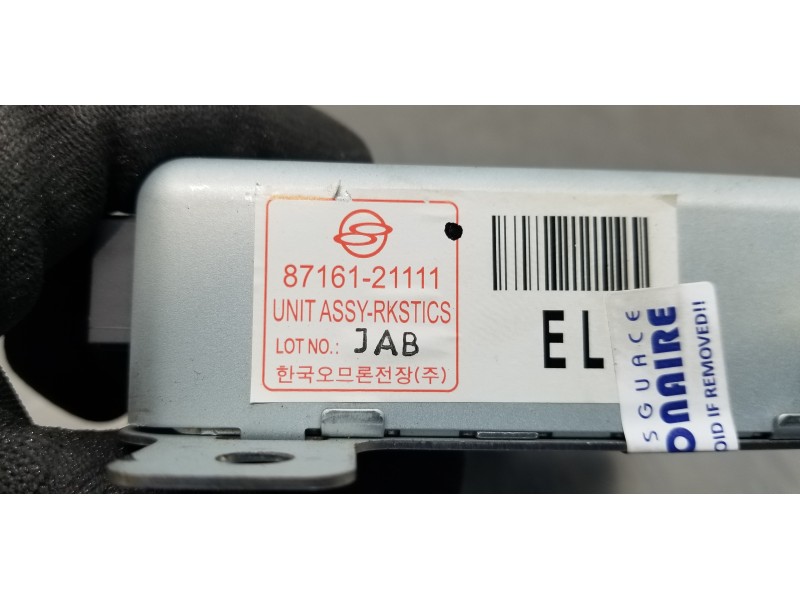 87161-21111
UNIT ASSY-RKSTICS
LOT NO.: JAB
한국오므론전장(주)
EL
SGUACE
ONAIRE
OID IF REMOVED!!